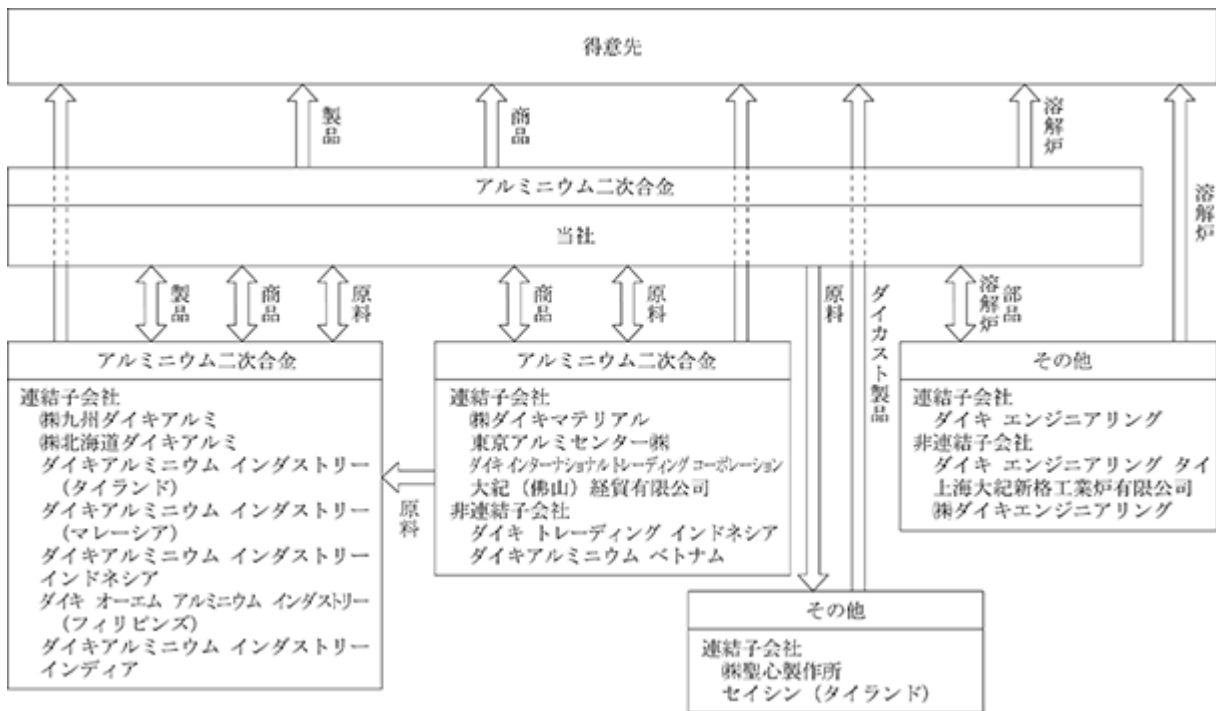 得意先
製品
商品
溶解炉
溶解炉
アルミニウム二次合金
当社
製品
商品
原料
商品
原料
原料
ダイカスト製品
溶解炉
部品
アルミニウム二次合金
連結子会社
㈱九州ダイキアルミ
㈱北海道ダイキアルミ
ダイキアルミニウム インダストリー
(タイランド)
ダイキアルミニウム インダストリー
(マレーシア)
ダイキアルミニウム インダストリー
インドネシア
ダイキ オーエム アルミニウム インダストリー
(フィリピンズ)
ダイキアルミニウム インダストリー
インディア
原料
アルミニウム二次合金
連結子会社
㈱ダイキマテリアル
東京アルミセンター㈱
ダイキ インターナショナル トレーディング コーポレーション
大紀（佛山）経貿有限公司
非連結子会社
ダイキ トレーディング インドネシア
ダイキアルミニウム ベトナム
その他
連結子会社
ダイキ エンジニアリング
非連結子会社
ダイキ エンジニアリング タイ
上海大紀新格工業炉有限公司
㈱ダイキエンジニアリング
その他
連結子会社
㈱聖心製作所
セイシン（タイランド）